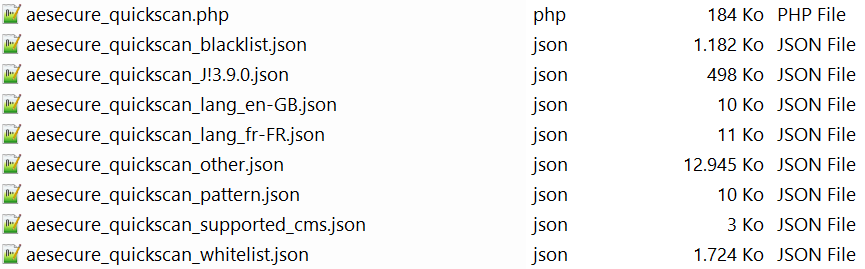 aesecure_quickscan.php php 184 Ko PHP File
aesecure_quickscan_blacklist.json json 1.182 Ko JSON File
aesecure_quickscan_J!3.9.0.json json 498 Ko JSON File
aesecure_quickscan_lang_en-GB.json json 10 Ko JSON File
aesecure_quickscan_lang_fr-FR.json json 11 Ko JSON File
aesecure_quickscan_other.json json 12.945 Ko JSON File
aesecure_quickscan_pattern.json json 10 Ko JSON File
aesecure_quickscan_supported_cms.json json 3 Ko JSON File
aesecure_quickscan_whitelist.json json 1.724 Ko JSON File